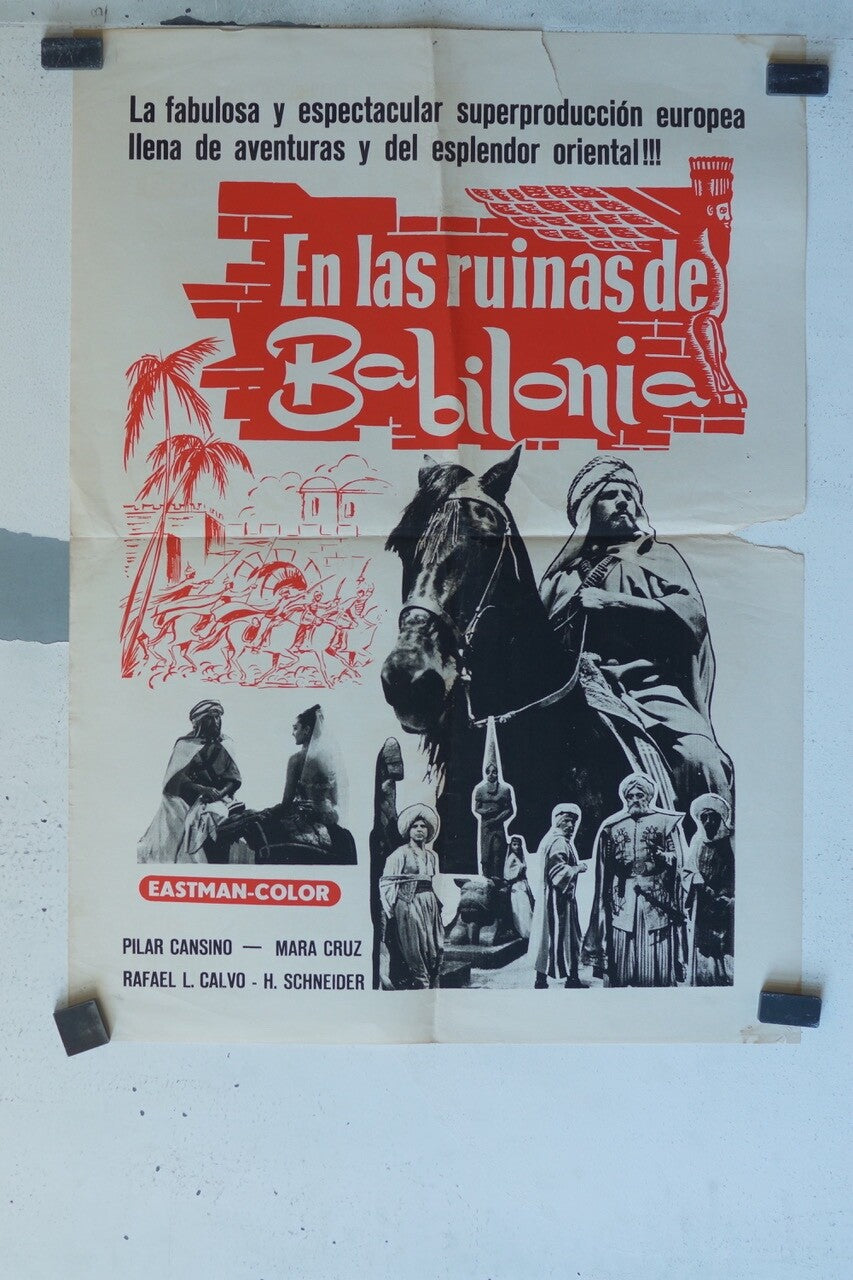 La fabulosa y espectacular superproducción europea
llena de aventuras y del esplendor oriental!!!
En las ruinas de
Babilonia
EASTMAN-COLOR
PILAR CANSINO — MARA CRUZ
RAFAEL L. CALVO - H. SCHNEIDER